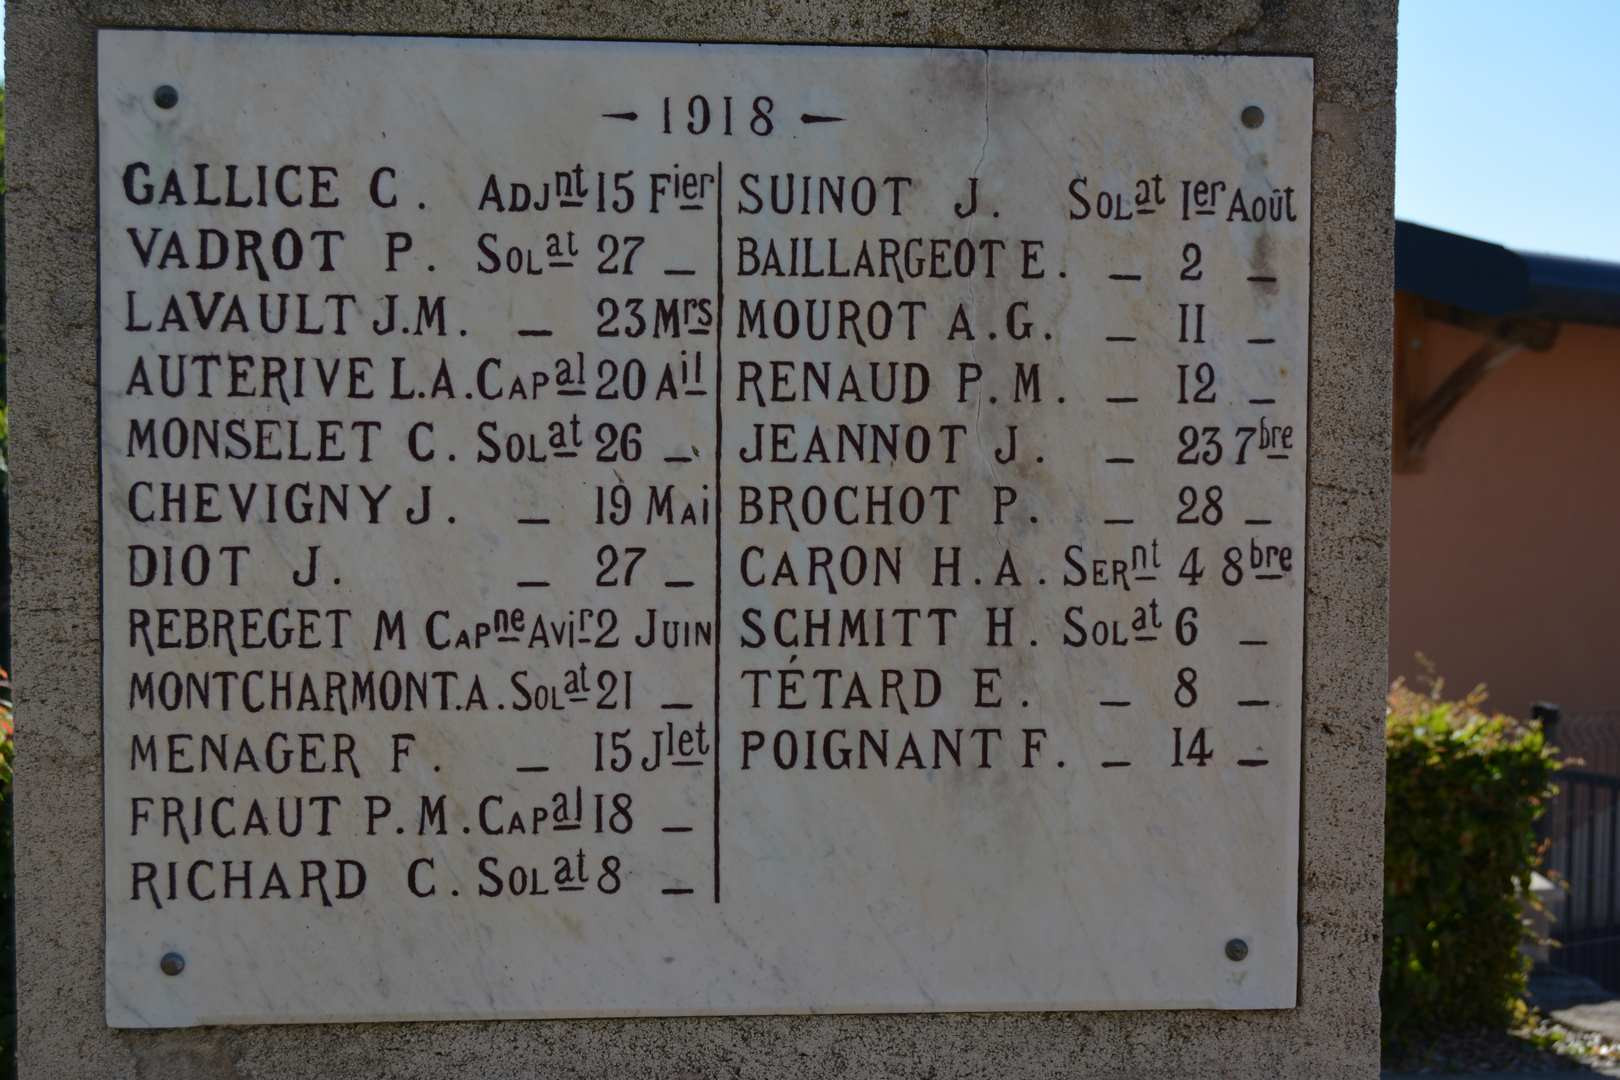 — 1918 —
GALLICE C. ADJnt 15 Fier
VADROT P. SOLat 27 _
LAVAULT J.M. _ 23 Mrs
AUTERIVE L.A. CAPal 20 Ail
MONSELET C. SOLat 26 _
CHEVIGNY J. _ 19 MAI
DIOT J. _ 27 _
REBREGET M CAPne AVir 2 JUIN
MONTCHARMONT.A. SOLat 21 _
MENAGER F. _ 15 Jlet
FRICAUT P.M. CAPal 18 _
RICHARD C. SOLat 8 _
SUINOT J. SOLat 1er AOÛT
BAILLARGEOT E. _ 2 _
MOUROT A.G. _ 11 _
RENAUD P.M. _ 12 _
JEANNOT J. _ 23 7bre
BROCHOT P. _ 28 _
CARON H.A. SERnt 4 8bre
SCHMITT H. SOLat 6 _
TÉTARD E. _ 8 _
POIGNANT F. _ 14 _